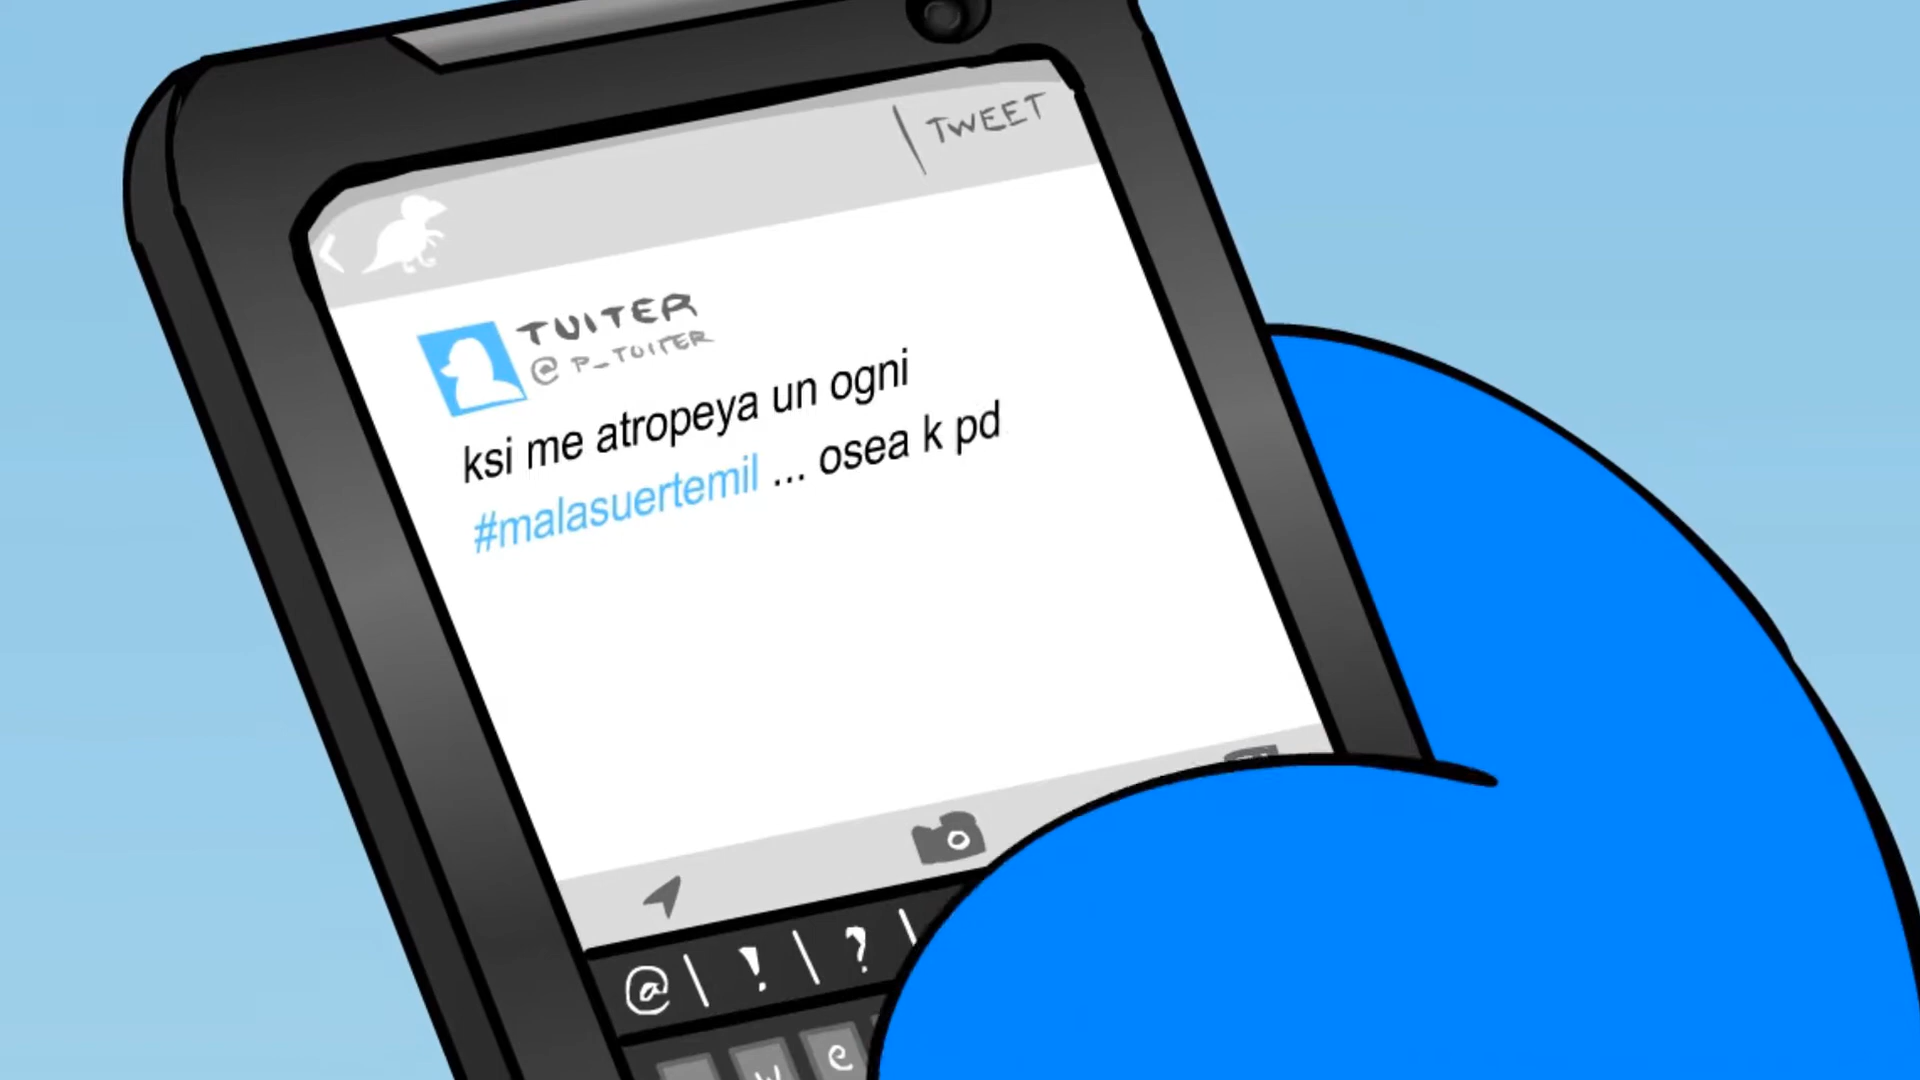 TWEET
TUITER
@P_TUITER
ksi me atropeya un ogni
#malasuertemil ... osea k pd
@ | ! | ? |
w e